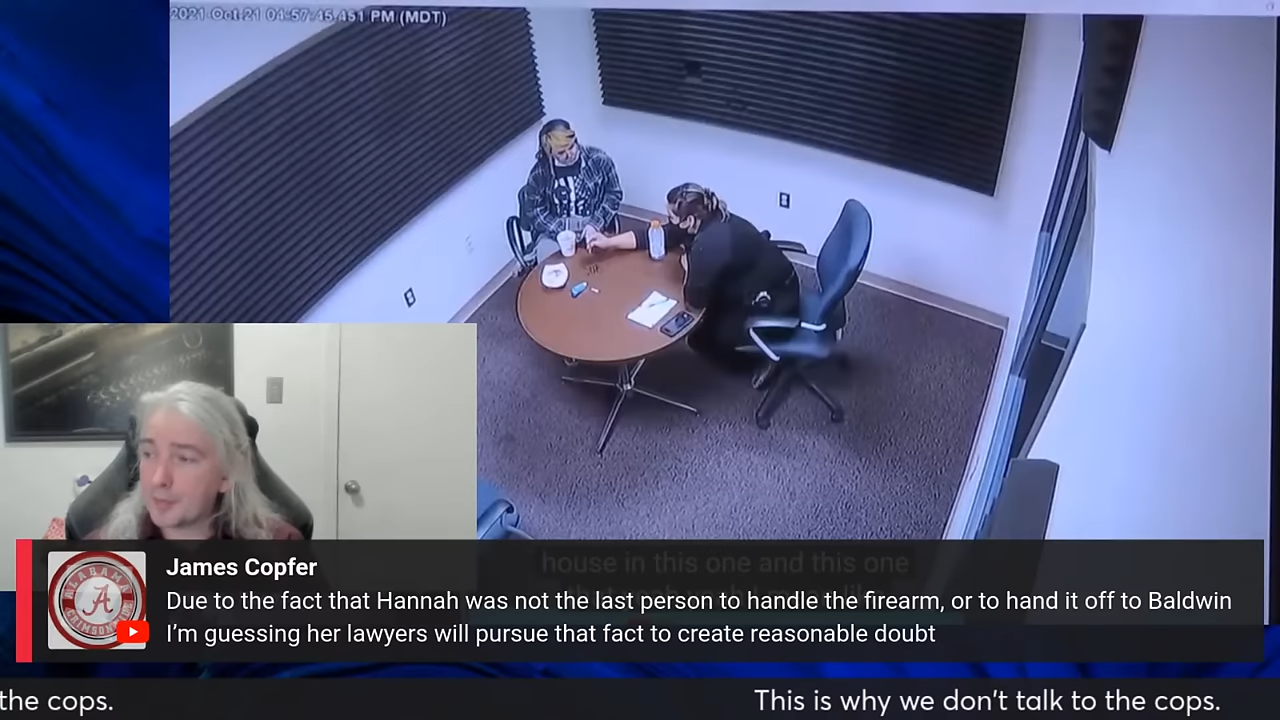 2021 Oct 21 04:57:45.451 PM (MDT)
house in this one and this one
James Copfer
Due to the fact that Hannah was not the last person to handle the firearm, or to hand it off to Baldwin
I'm guessing her lawyers will pursue that fact to create reasonable doubt
ALABAMA
A
CRIMSON
the cops.
This is why we don't talk to the cops.